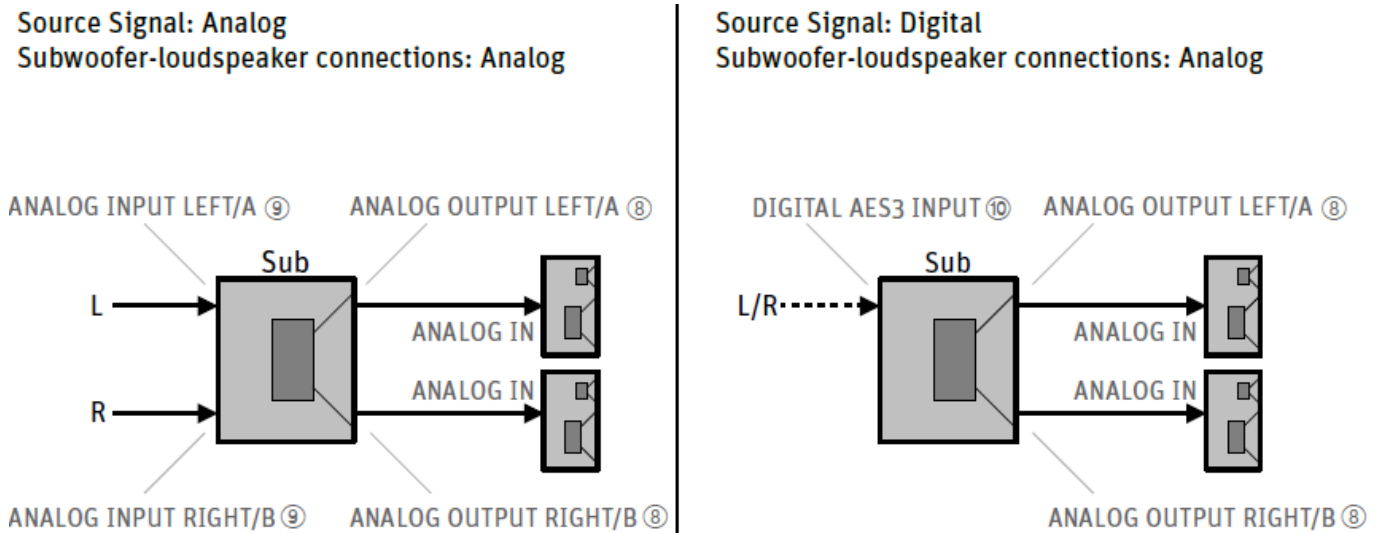 Source Signal: Analog
Subwoofer-loudspeaker connections: Analog
ANALOG INPUT LEFT/A ⑨
ANALOG OUTPUT LEFT/A ⑧
Sub
L
ANALOG IN
ANALOG IN
R
ANALOG INPUT RIGHT/B ⑨
ANALOG OUTPUT RIGHT/B ⑧
Source Signal: Digital
Subwoofer-loudspeaker connections: Analog
DIGITAL AES3 INPUT ⑩
ANALOG OUTPUT LEFT/A ⑧
Sub
L/R
ANALOG IN
ANALOG IN
ANALOG OUTPUT RIGHT/B ⑧